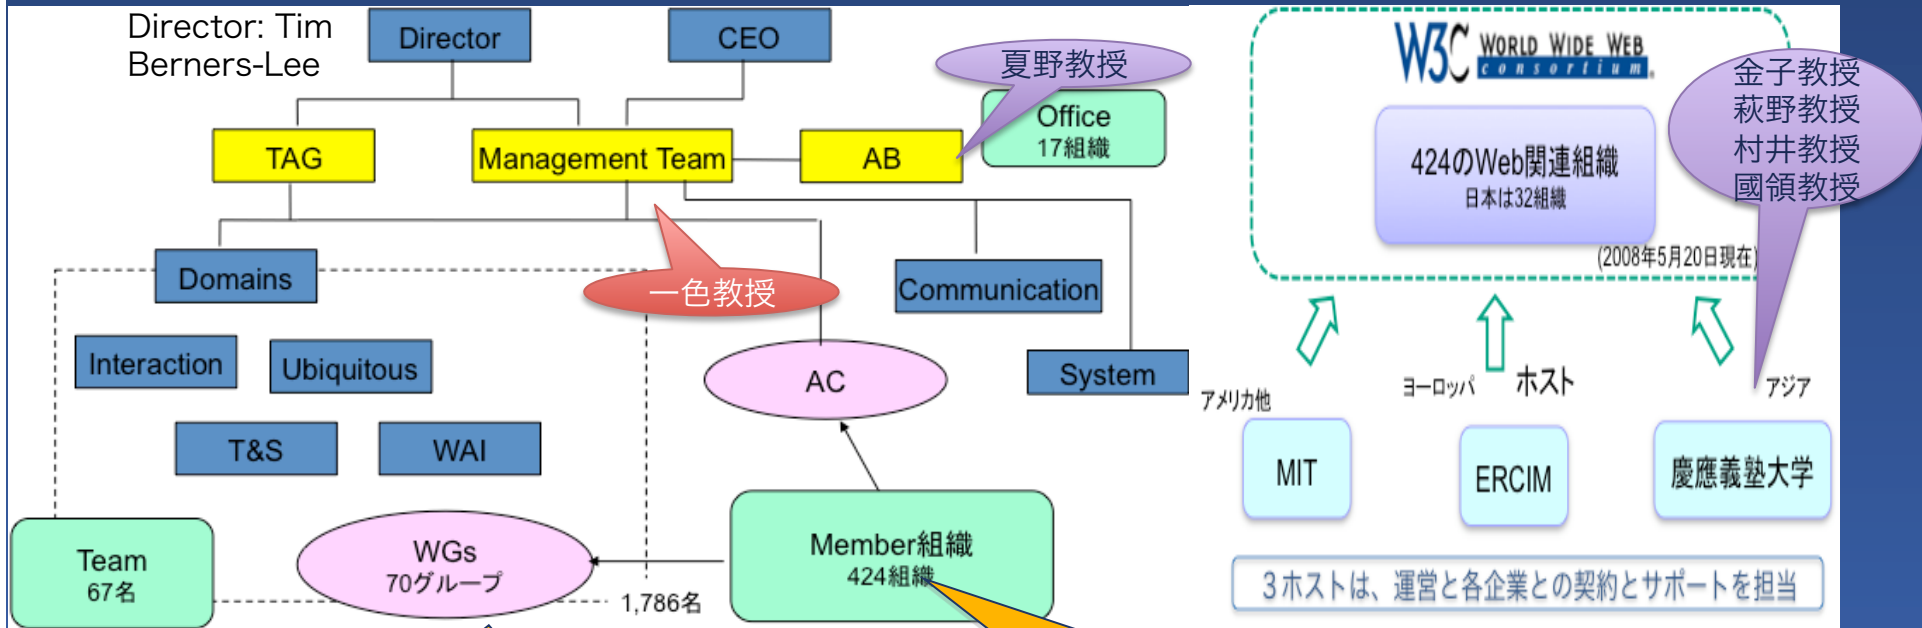 Director: Tim
Berners-Lee
Director
CEO
夏野教授
Office
17組織
TAG
Management Team
AB
一色教授
Domains
Communication
Interaction
Ubiquitous
AC
System
T&S
WAI
Team
67名
WGs
70グループ
1,786名
Member組織
424組織
W3C WORLD WIDE WEB
consortium
金子教授
萩野教授
村井教授
國領教授
424のWeb関連組織
日本は32組織
(2008年5月20日現在)
アメリカ他
ヨーロッパ
ホスト
アジア
MIT
ERCIM
慶應義塾大学
3ホストは、運営と各企業との契約とサポートを担当